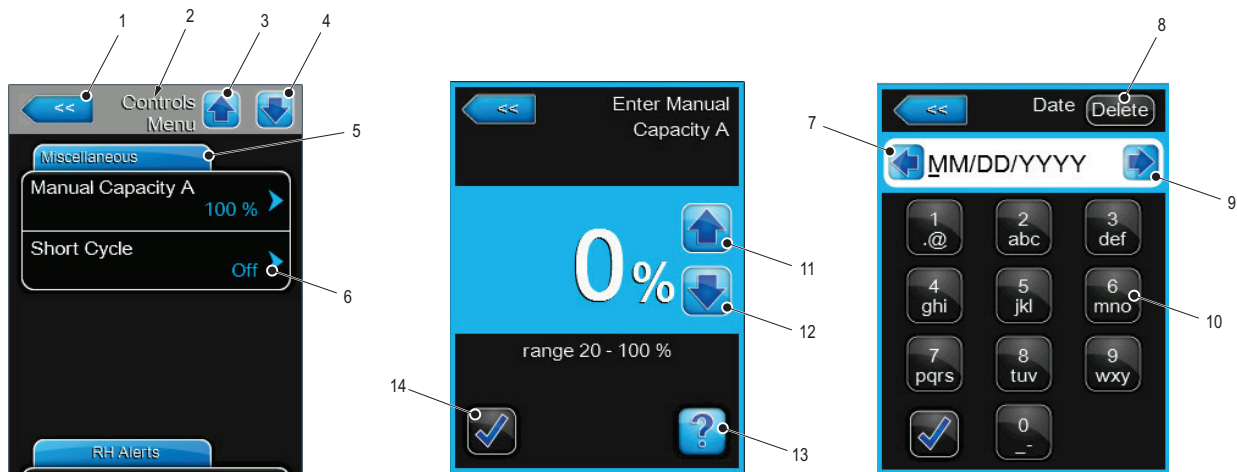 1
2
3
4
<<
Controls
Menu
5
Miscellaneous
Manual Capacity A
100 %
Short Cycle
Off
6
RH Alerts
<<
Enter Manual
Capacity A
0%
11
12
range 20 - 100 %
14
?
13
8
<<
Date
Delete
7
MM/DD/YYYY
9
1
.@
2
abc
3
def
4
ghi
5
jkl
6
mno
10
7
pqrs
8
tuv
9
wxy
0
_-